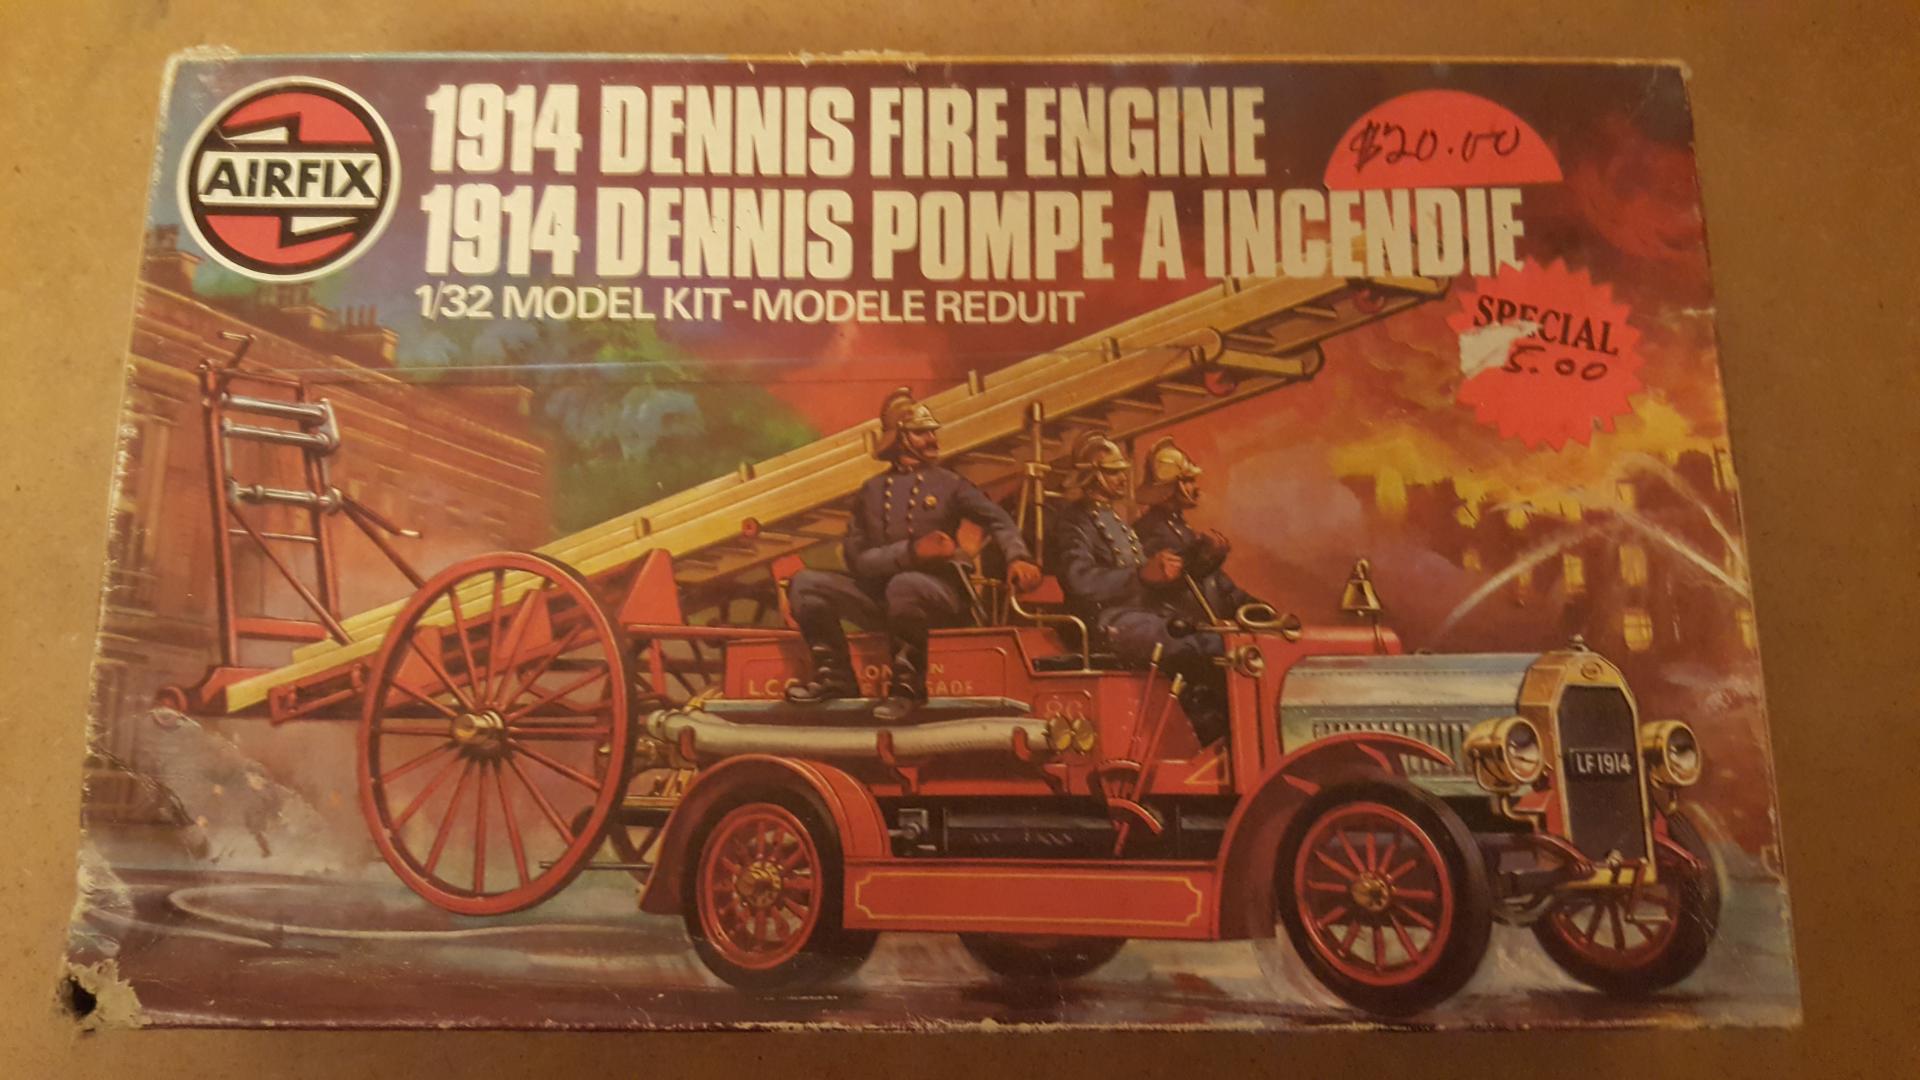 AIRFIX
1914 DENNIS FIRE ENGINE
1914 DENNIS POMPE A INCENDIE
1/32 MODEL KIT-MODELE REDUIT
$20.00
SPECIAL
5.00
LF1914